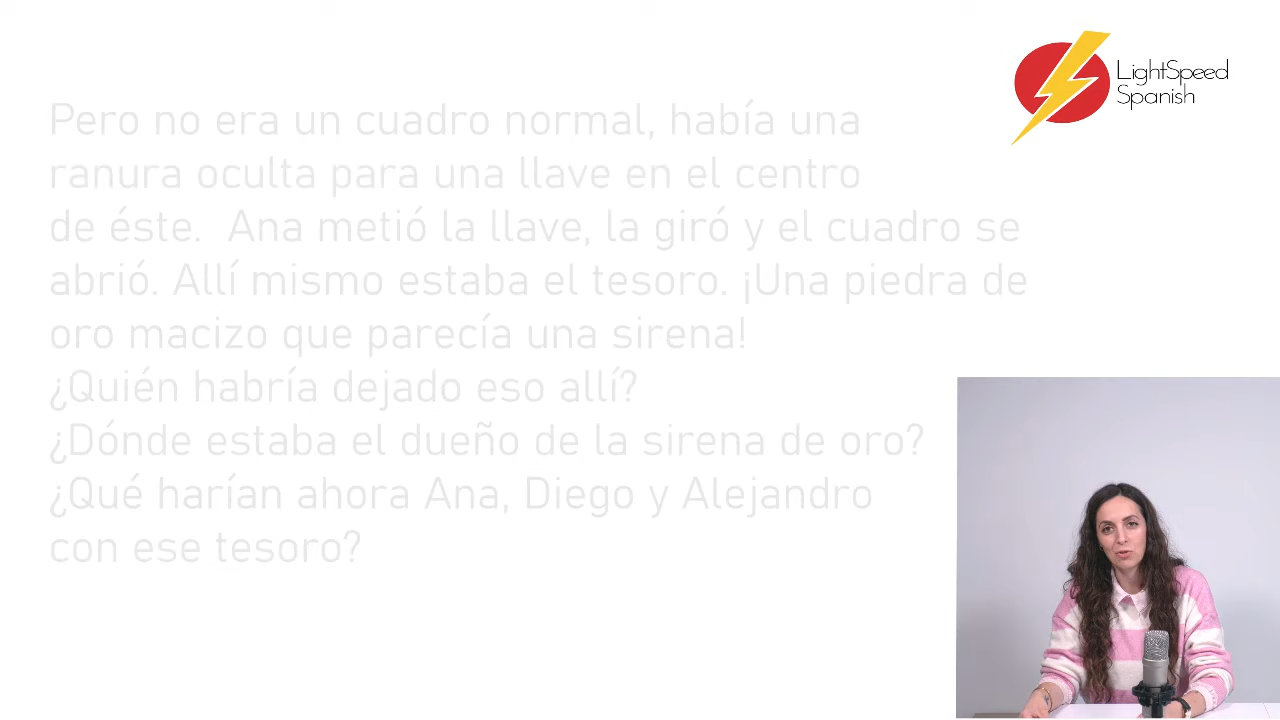 LightSpeed
Spanish
Pero no era un cuadro normal, había una
ranura oculta para una llave en el centro
de éste.  Ana metió la llave, la giró y el cuadro se
abrió. Allí mismo estaba el tesoro. ¡Una piedra de
oro macizo que parecía una sirena!
¿Quién habría dejado eso allí?
¿Dónde estaba el dueño de la sirena de oro?
¿Qué harían ahora Ana, Diego y Alejandro
con ese tesoro?